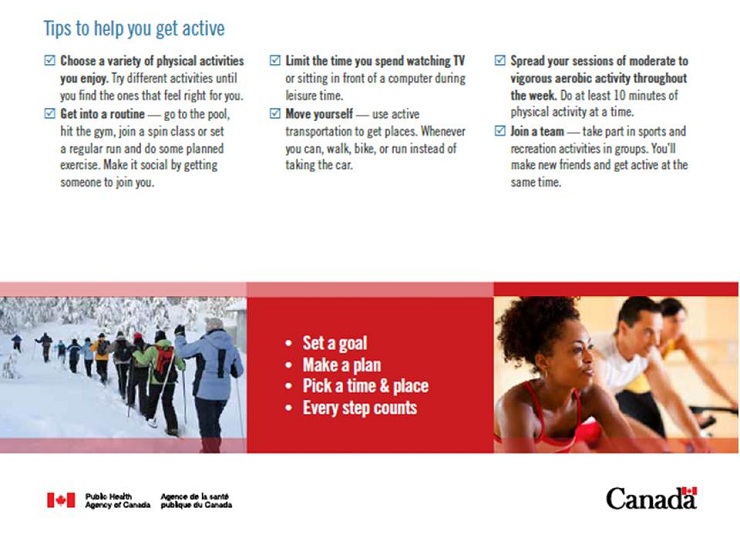 Tips to help you get active
Choose a variety of physical activities
you enjoy. Try different activities until
you find the ones that feel right for you.
Get into a routine — go to the pool,
hit the gym, join a spin class or set
a regular run and do some planned
exercise. Make it social by getting
someone to join you.
Limit the time you spend watching TV
or sitting in front of a computer during
leisure time.
Move yourself — use active
transportation to get places. Whenever
you can, walk, bike, or run instead of
taking the car.
Spread your sessions of moderate to
vigorous aerobic activity throughout
the week. Do at least 10 minutes of
physical activity at a time.
Join a team — take part in sports and
recreation activities in groups. You'll
make new friends and get active at the
same time.
• Set a goal
• Make a plan
• Pick a time & place
• Every step counts
Public Health
Agency of Canada
Agence de la santé
publique du Canada
Canada